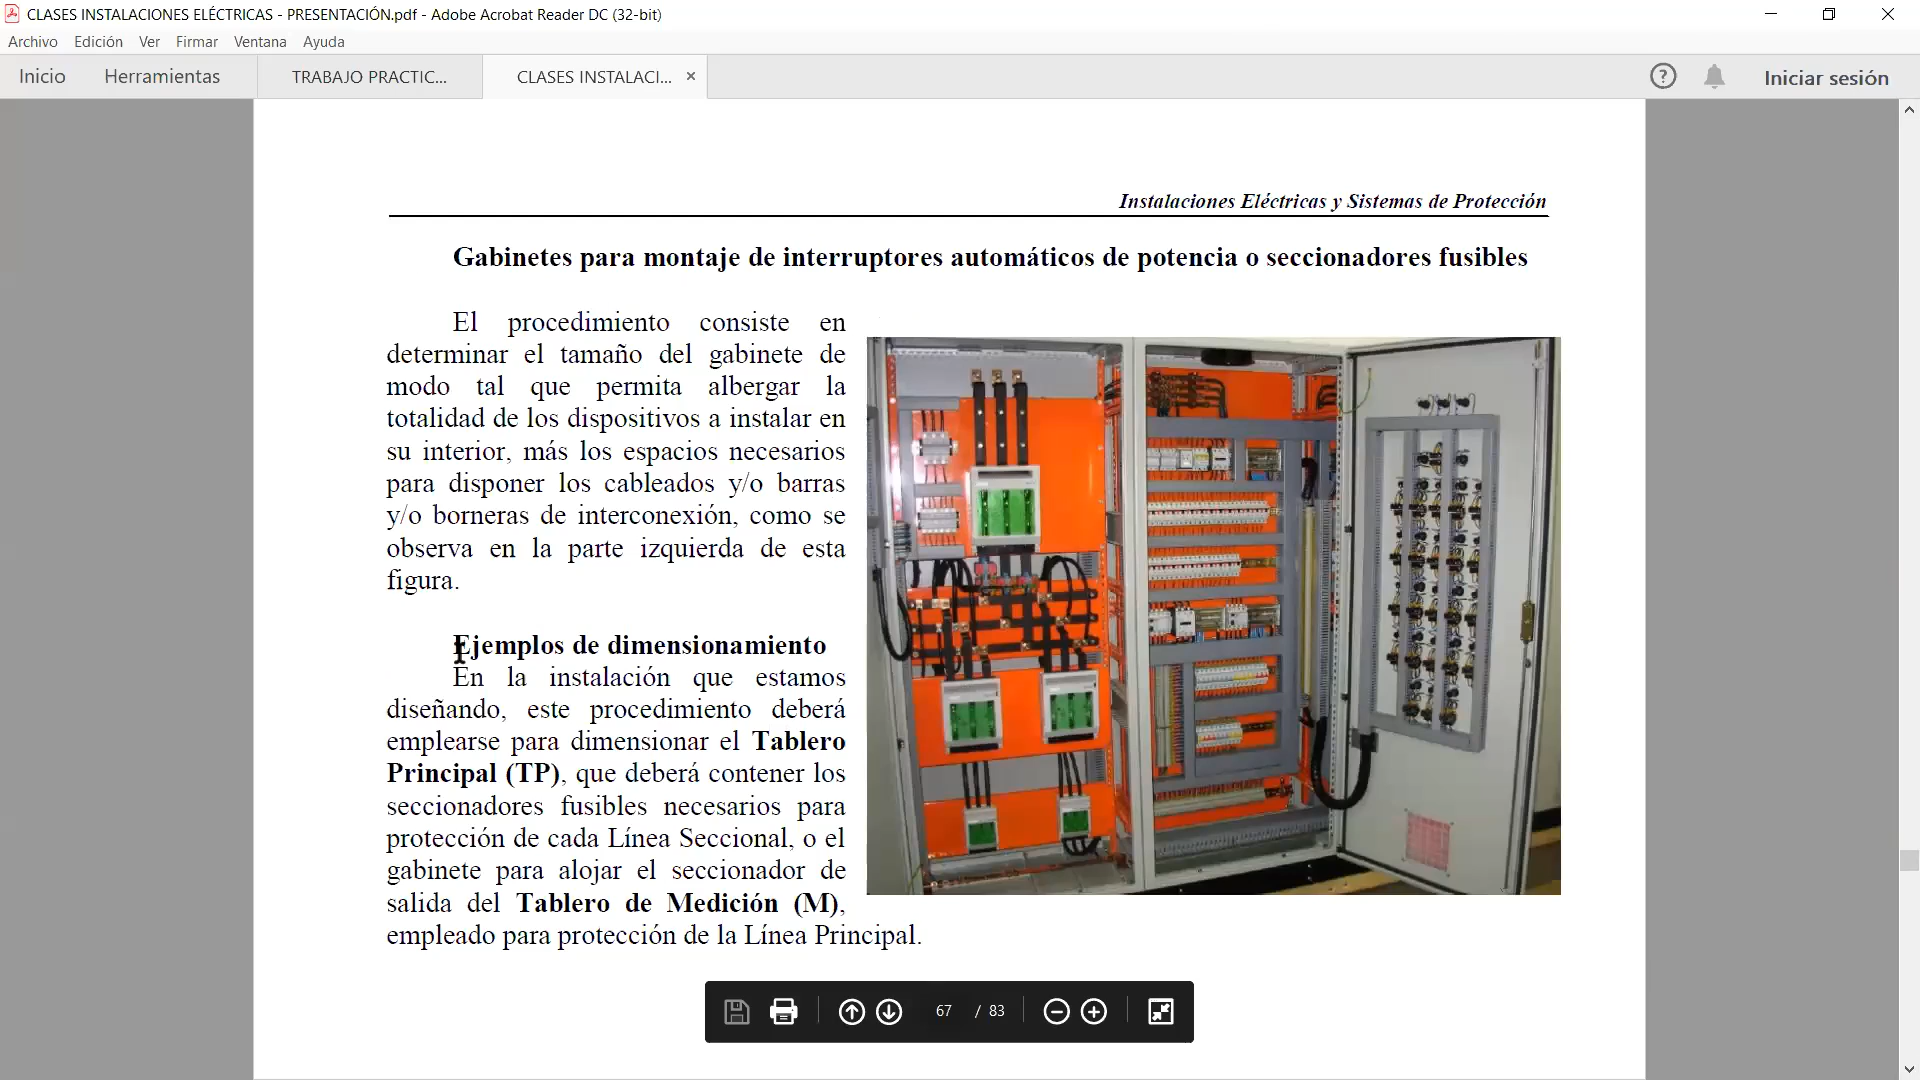 CLASES INSTALACIONES ELÉCTRICAS - PRESENTACIÓN.pdf - Adobe Acrobat Reader DC (32-bit)
Archivo Edición Ver Firmar Ventana Ayuda
Inicio Herramientas TRABAJO PRACTIC... CLASES INSTALACI... × Iniciar sesión
Instalaciones Eléctricas y Sistemas de Protección
Gabinetes para montaje de interruptores automáticos de potencia o seccionadores fusibles
El procedimiento consiste en
determinar el tamaño del gabinete de
modo tal que permita albergar la
totalidad de los dispositivos a instalar en
su interior, más los espacios necesarios
para disponer los cableados y/o barras
y/o borneras de interconexión, como se
observa en la parte izquierda de esta
figura.
Ejemplos de dimensionamiento
En la instalación que estamos
diseñando, este procedimiento deberá
emplearse para dimensionar el Tablero
Principal (TP), que deberá contener los
seccionadores fusibles necesarios para
protección de cada Línea Seccional, o el
gabinete para alojar el seccionador de
salida del Tablero de Medición (M),
empleado para protección de la Línea Principal.
67 / 83